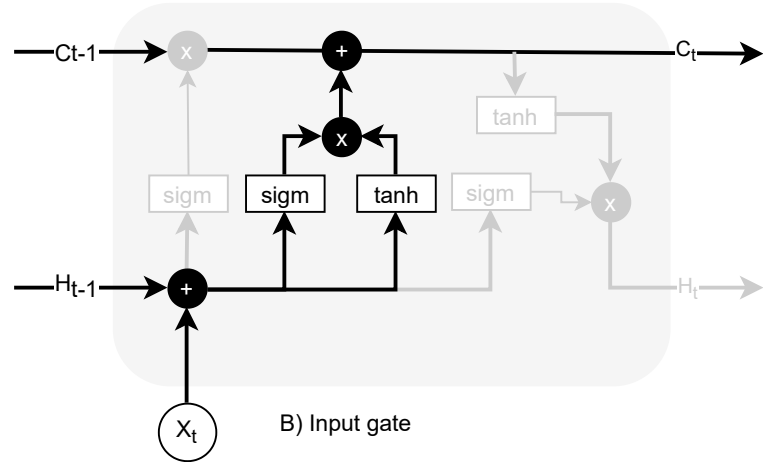 Ct-1
x
+
Ct
tanh
x
sigm
sigm
tanh
sigm
x
Ht-1
+
Ht
Xt
B) Input gate